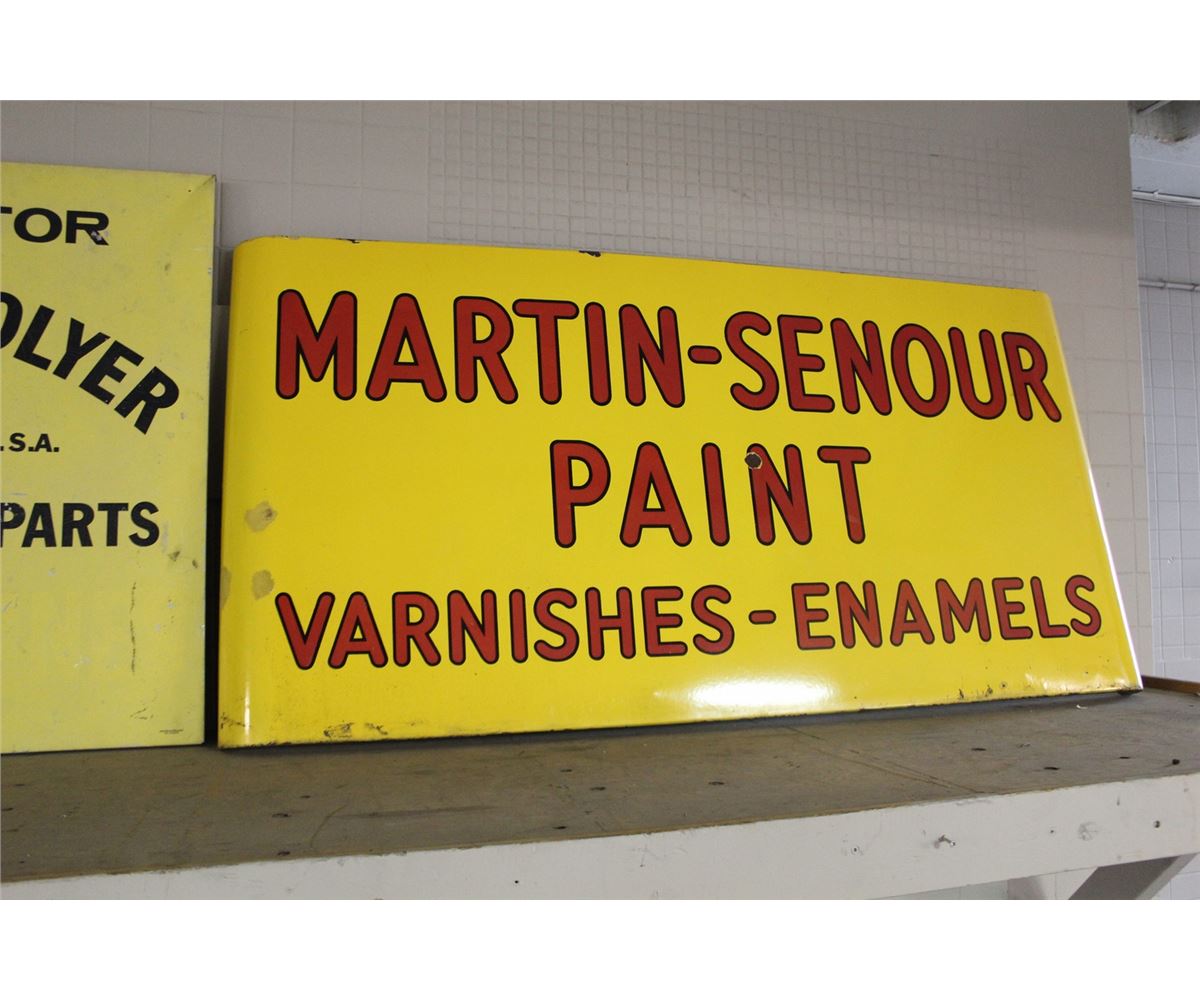 TOR
OLYER
.S.A.
PARTS
MARTIN-SENOUR
PAINT
VARNISHES-ENAMELS